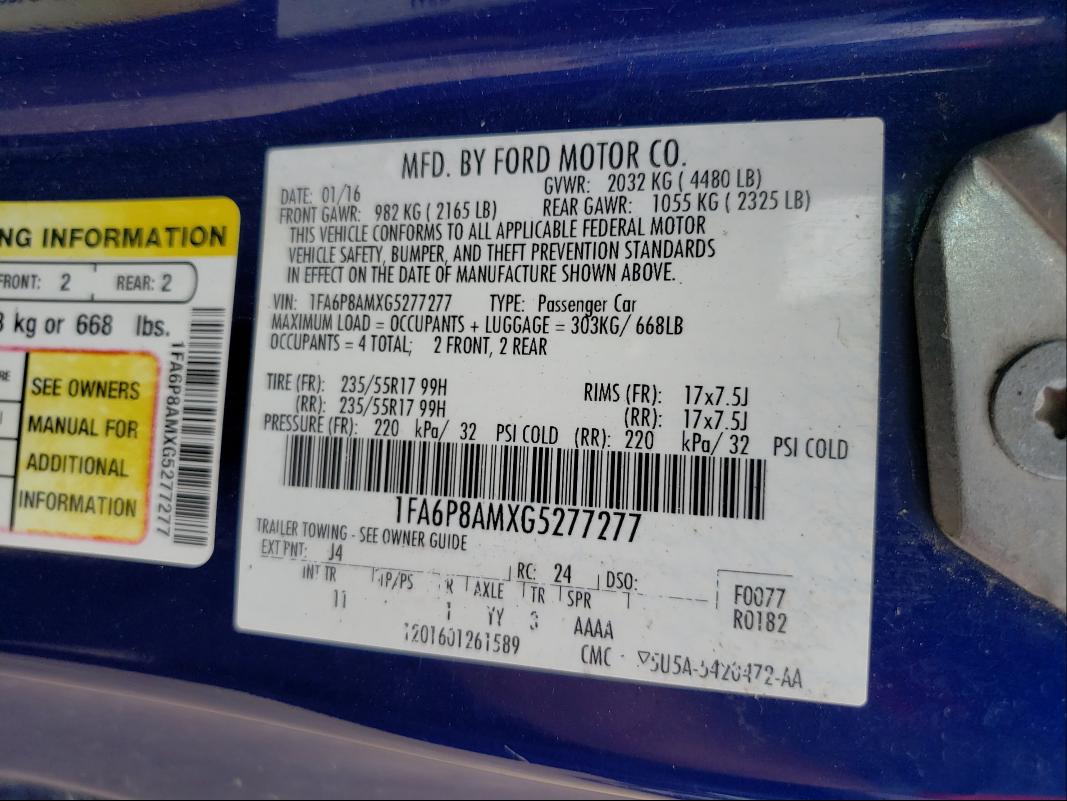 NG INFORMATION
FRONT: 2 REAR: 2
kg or 668 lbs.
SEE OWNERS
MANUAL FOR
ADDITIONAL
INFORMATION
1FA6P8AMXG5277277
MFD. BY FORD MOTOR CO.
DATE: 01/16 GVWR: 2032 KG ( 4480 LB)
FRONT GAWR: 982 KG ( 2165 LB) REAR GAWR: 1055 KG ( 2325 LB)
THIS VEHICLE CONFORMS TO ALL APPLICABLE FEDERAL MOTOR
VEHICLE SAFETY, BUMPER, AND THEFT PREVENTION STANDARDS
IN EFFECT ON THE DATE OF MANUFACTURE SHOWN ABOVE.
VIN: 1FA6P8AMXG5277277 TYPE: Passenger Car
MAXIMUM LOAD = OCCUPANTS + LUGGAGE = 303KG/ 668LB
OCCUPANTS = 4 TOTAL; 2 FRONT, 2 REAR
TIRE (FR): 235/55R17 99H RIMS (FR): 17x7.5J
(RR): 235/55R17 99H (RR): 17x7.5J
PRESSURE (FR): 220 kPa/ 32 PSI COLD (RR): 220 kPa/ 32 PSI COLD
1FA6P8AMXG5277277
TRAILER TOWING - SEE OWNER GUIDE
EXT PNT: J4 RC: 24 DSO:
INT TR TP/PS R AXLE TR SPR F0077
11 1 YY 3 AAAA R0182
1201601261589
CMC